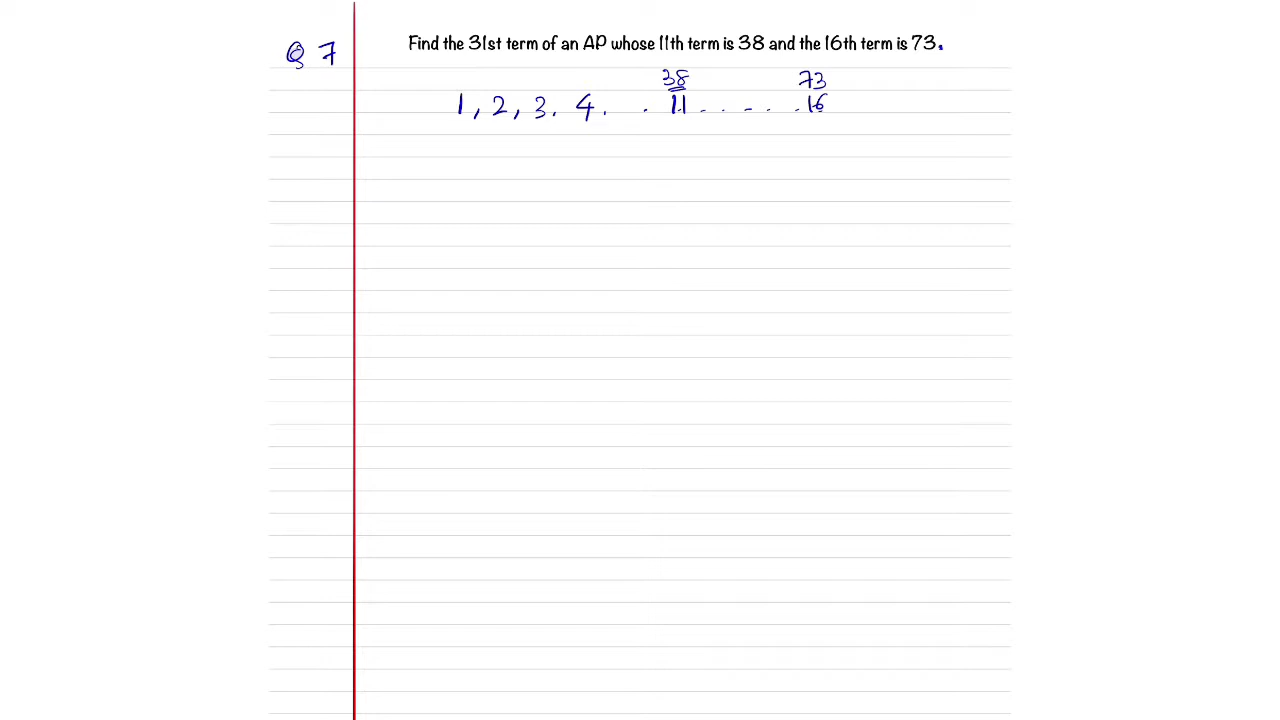 Q 7
Find the 31st term of an AP whose 11th term is 38 and the 16th term is 73.
38 73
1, 2, 3. 4. . 11 . . . . . 16